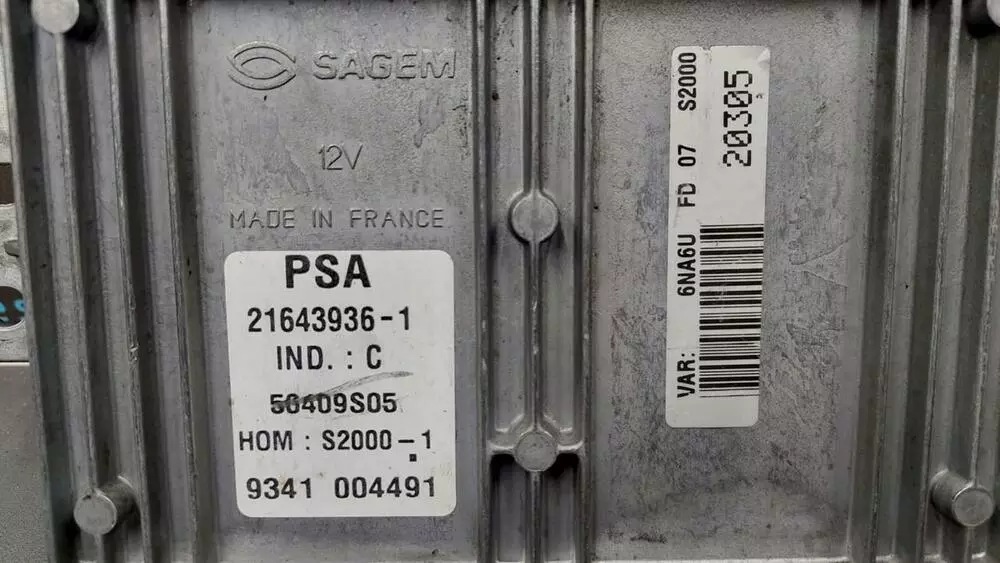 SAGEM
12V
MADE IN FRANCE
PSA
21643936-1
IND. : C
50409S05
HOM : S2000-1
9341 004491
VAR: 6NA6U FD 07 S2000
20305